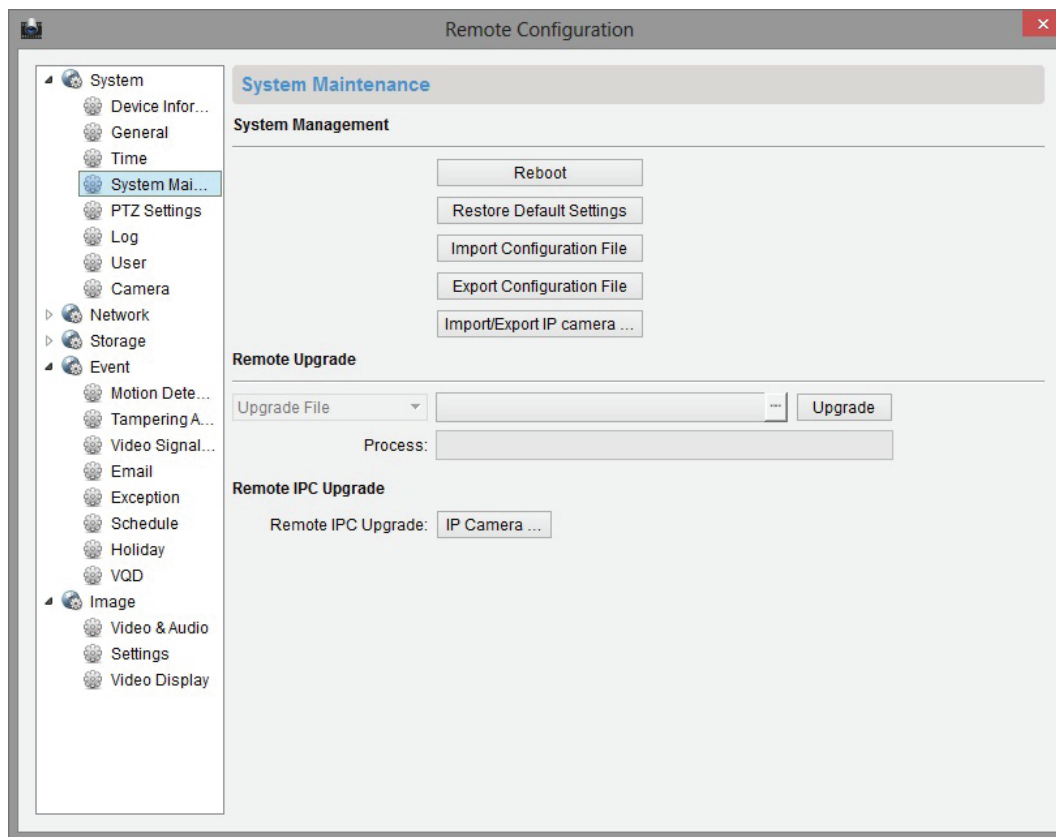 Remote Configuration
System
Device Infor...
General
Time
System Mai...
PTZ Settings
Log
User
Camera
Network
Storage
Event
Motion Dete...
Tampering A...
Video Signal...
Email
Exception
Schedule
Holiday
VQD
Image
Video & Audio
Settings
Video Display
System Maintenance
System Management
Reboot
Restore Default Settings
Import Configuration File
Export Configuration File
Import/Export IP camera ...
Remote Upgrade
Upgrade File ... Upgrade
Process:
Remote IPC Upgrade
Remote IPC Upgrade: IP Camera ...